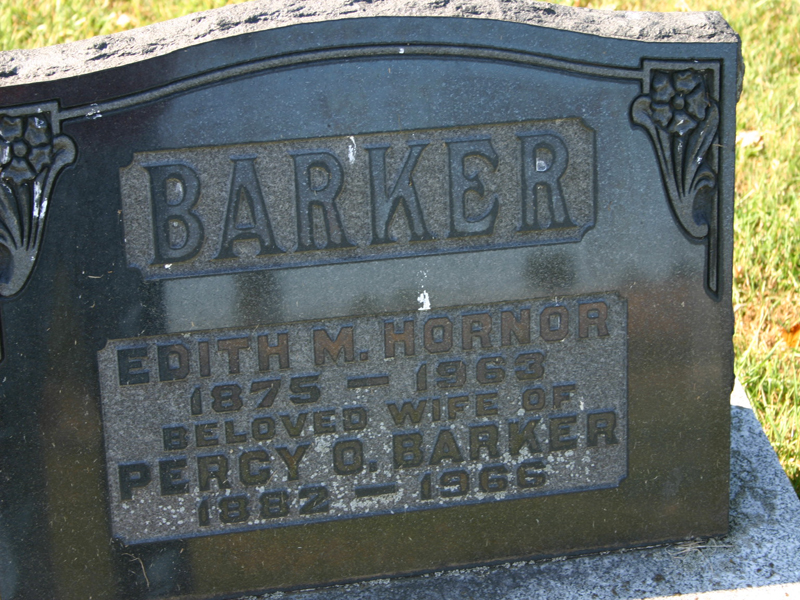 BARKER
EDITH M. HORNOR
1875 – 1963
BELOVED WIFE OF
PERCY O. BARKER
1882 – 1966